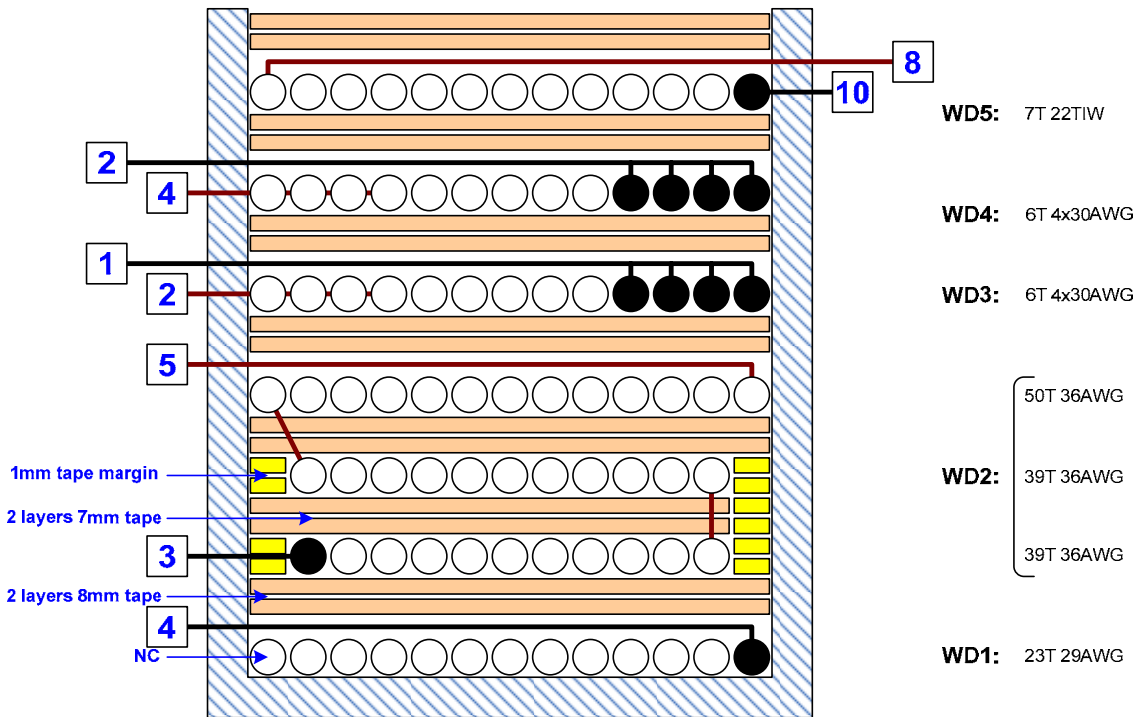 8
10
WD5: 7T 22TIW
2
4
WD4: 6T 4x30AWG
1
2
WD3: 6T 4x30AWG
5
50T 36AWG
1mm tape margin
WD2: 39T 36AWG
2 layers 7mm tape
3
39T 36AWG
2 layers 8mm tape
4
NC
WD1: 23T 29AWG